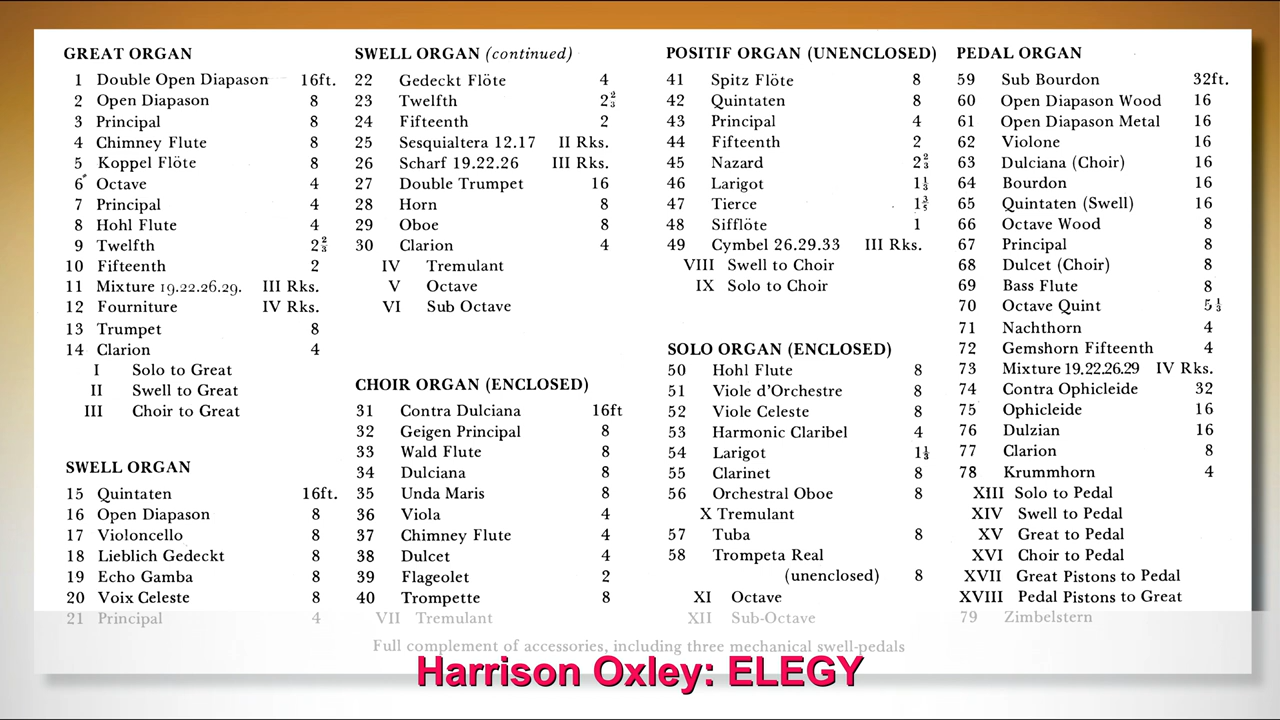 GREAT ORGAN
1 Double Open Diapason 16ft.
2 Open Diapason 8
3 Principal 8
4 Chimney Flute 8
5 Koppel Flöte 8
6 Octave 4
7 Principal 4
8 Hohl Flute 4
9 Twelfth 2⅔
10 Fifteenth 2
11 Mixture 19.22.26.29. III Rks.
12 Fourniture IV Rks.
13 Trumpet 8
14 Clarion 4
I Solo to Great
II Swell to Great
III Choir to Great
SWELL ORGAN
15 Quintaten 16ft.
16 Open Diapason 8
17 Violoncello 8
18 Lieblich Gedeckt 8
19 Echo Gamba 8
20 Voix Celeste 8
21 Principal 4
SWELL ORGAN (continued)
22 Gedeckt Flöte 4
23 Twelfth 2⅔
24 Fifteenth 2
25 Sesquialtera 12.17 II Rks.
26 Scharf 19.22.26 III Rks.
27 Double Trumpet 16
28 Horn 8
29 Oboe 8
30 Clarion 4
IV Tremulant
V Octave
VI Sub Octave
CHOIR ORGAN (ENCLOSED)
31 Contra Dulciana 16ft
32 Geigen Principal 8
33 Wald Flute 8
34 Dulciana 8
35 Unda Maris 8
36 Viola 4
37 Chimney Flute 4
38 Dulcet 4
39 Flageolet 2
40 Trompette 8
VII Tremulant
POSITIF ORGAN (UNENCLOSED)
41 Spitz Flöte 8
42 Quintaten 8
43 Principal 4
44 Fifteenth 2
45 Nazard 2⅔
46 Larigot 1⅓
47 Tierce 1⅗
48 Sifflöte 1
49 Cymbel 26.29.33 III Rks.
VIII Swell to Choir
IX Solo to Choir
SOLO ORGAN (ENCLOSED)
50 Hohl Flute 8
51 Viole d'Orchestre 8
52 Viole Celeste 8
53 Harmonic Claribel 4
54 Larigot 1⅓
55 Clarinet 8
56 Orchestral Oboe 8
X Tremulant
57 Tuba 8
58 Trompeta Real
(unenclosed) 8
XI Octave
XII Sub-Octave
PEDAL ORGAN
59 Sub Bourdon 32ft.
60 Open Diapason Wood 16
61 Open Diapason Metal 16
62 Violone 16
63 Dulciana (Choir) 16
64 Bourdon 16
65 Quintaten (Swell) 16
66 Octave Wood 8
67 Principal 8
68 Dulcet (Choir) 8
69 Bass Flute 8
70 Octave Quint 5⅓
71 Nachthorn 4
72 Gemshorn Fifteenth 4
73 Mixture 19.22.26.29 IV Rks.
74 Contra Ophicleide 32
75 Ophicleide 16
76 Dulzian 16
77 Clarion 8
78 Krummhorn 4
XIII Solo to Pedal
XIV Swell to Pedal
XV Great to Pedal
XVI Choir to Pedal
XVII Great Pistons to Pedal
XVIII Pedal Pistons to Great
79 Zimbelstern
Full complement of accessories, including three mechanical swell-pedals
Harrison Oxley: ELEGY